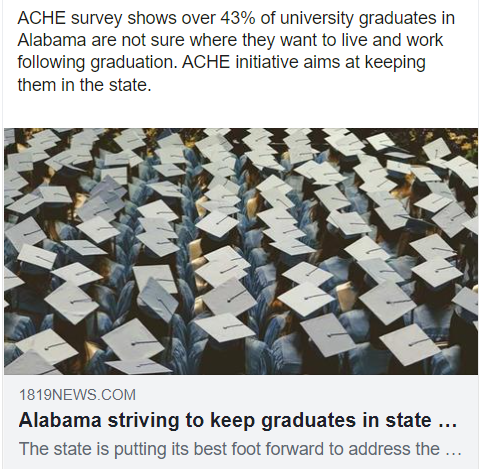 ACHE survey shows over 43% of university graduates in
Alabama are not sure where they want to live and work
following graduation. ACHE initiative aims at keeping
them in the state.
1819NEWS.COM
Alabama striving to keep graduates in state ...
The state is putting its best foot forward to address the ...